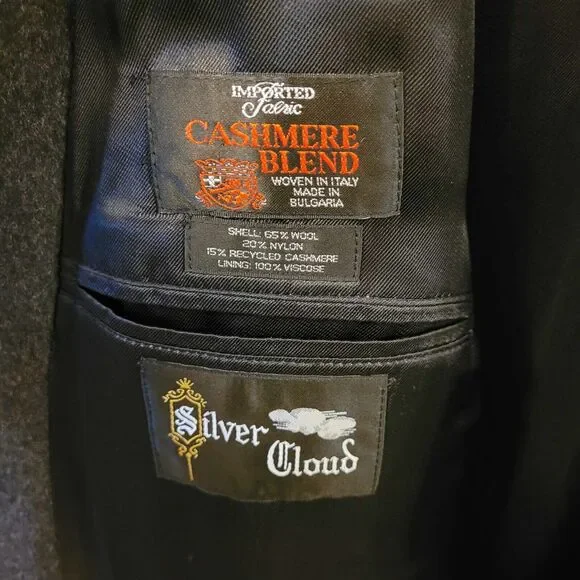 IMPORTED
Fabric
CASHMERE
BLEND
WOVEN IN ITALY
MADE IN
BULGARIA
SHELL: 65% WOOL
20% NYLON
15% RECYCLED CASHMERE
LINING: 100% VISCOSE
Silver
Cloud